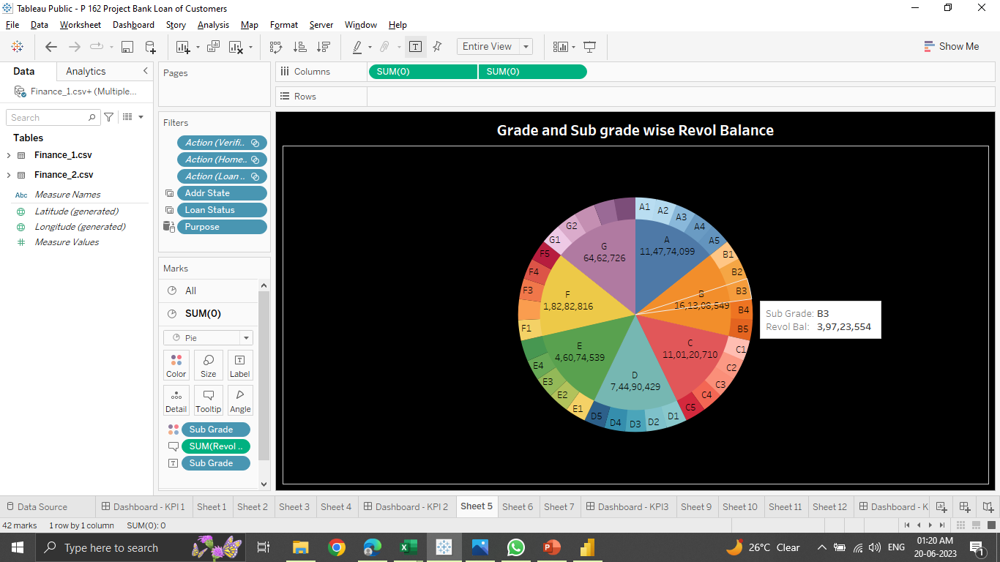 Tableau Public - P 162 Project Bank Loan of Customers
File Data Worksheet Dashboard Story Analysis Map Format Server Window Help
Entire View
Show Me
Data Analytics
Finance_1.csv+ (Multiple...
Search
Tables
Finance_1.csv
Finance_2.csv
Abc Measure Names
Latitude (generated)
Longitude (generated)
Measure Values
Pages
Filters
Action (Verifi..
Action (Home..
Action (Loan ..
Addr State
Loan Status
Purpose
Marks
All
SUM(0)
Pie
Color Size Label
Detail Tooltip Angle
Sub Grade
SUM(Revol ..
Sub Grade
Columns SUM(0) SUM(0)
Rows
Grade and Sub grade wise Revol Balance
A1
A2
A3
A4
A5
B1
B2
B3
B4
B5
C1
C2
C3
C4
C5
D1
D2
D3
D4
D5
E1
E2
E3
E4
F1
F3
F4
F5
G1
G2
A
11,47,74,099
B
16,13,08,549
C
11,01,20,710
D
7,44,90,429
E
4,60,74,539
F
1,82,82,816
G
64,62,726
Sub Grade: B3
Revol Bal: 3,97,23,554
Data Source Dashboard - KPI 1 Sheet 1 Sheet 2 Sheet 3 Sheet 4 Dashboard - KPI 2 Sheet 5 Sheet 6 Sheet 7 Dashboard - KPI3 Sheet 9 Sheet 10 Sheet 11 Sheet 12 Dashboard - K
42 marks 1 row by 1 column SUM(0): 0
Type here to search
26°C Clear
ENG
01:20 AM
20-06-2023
1